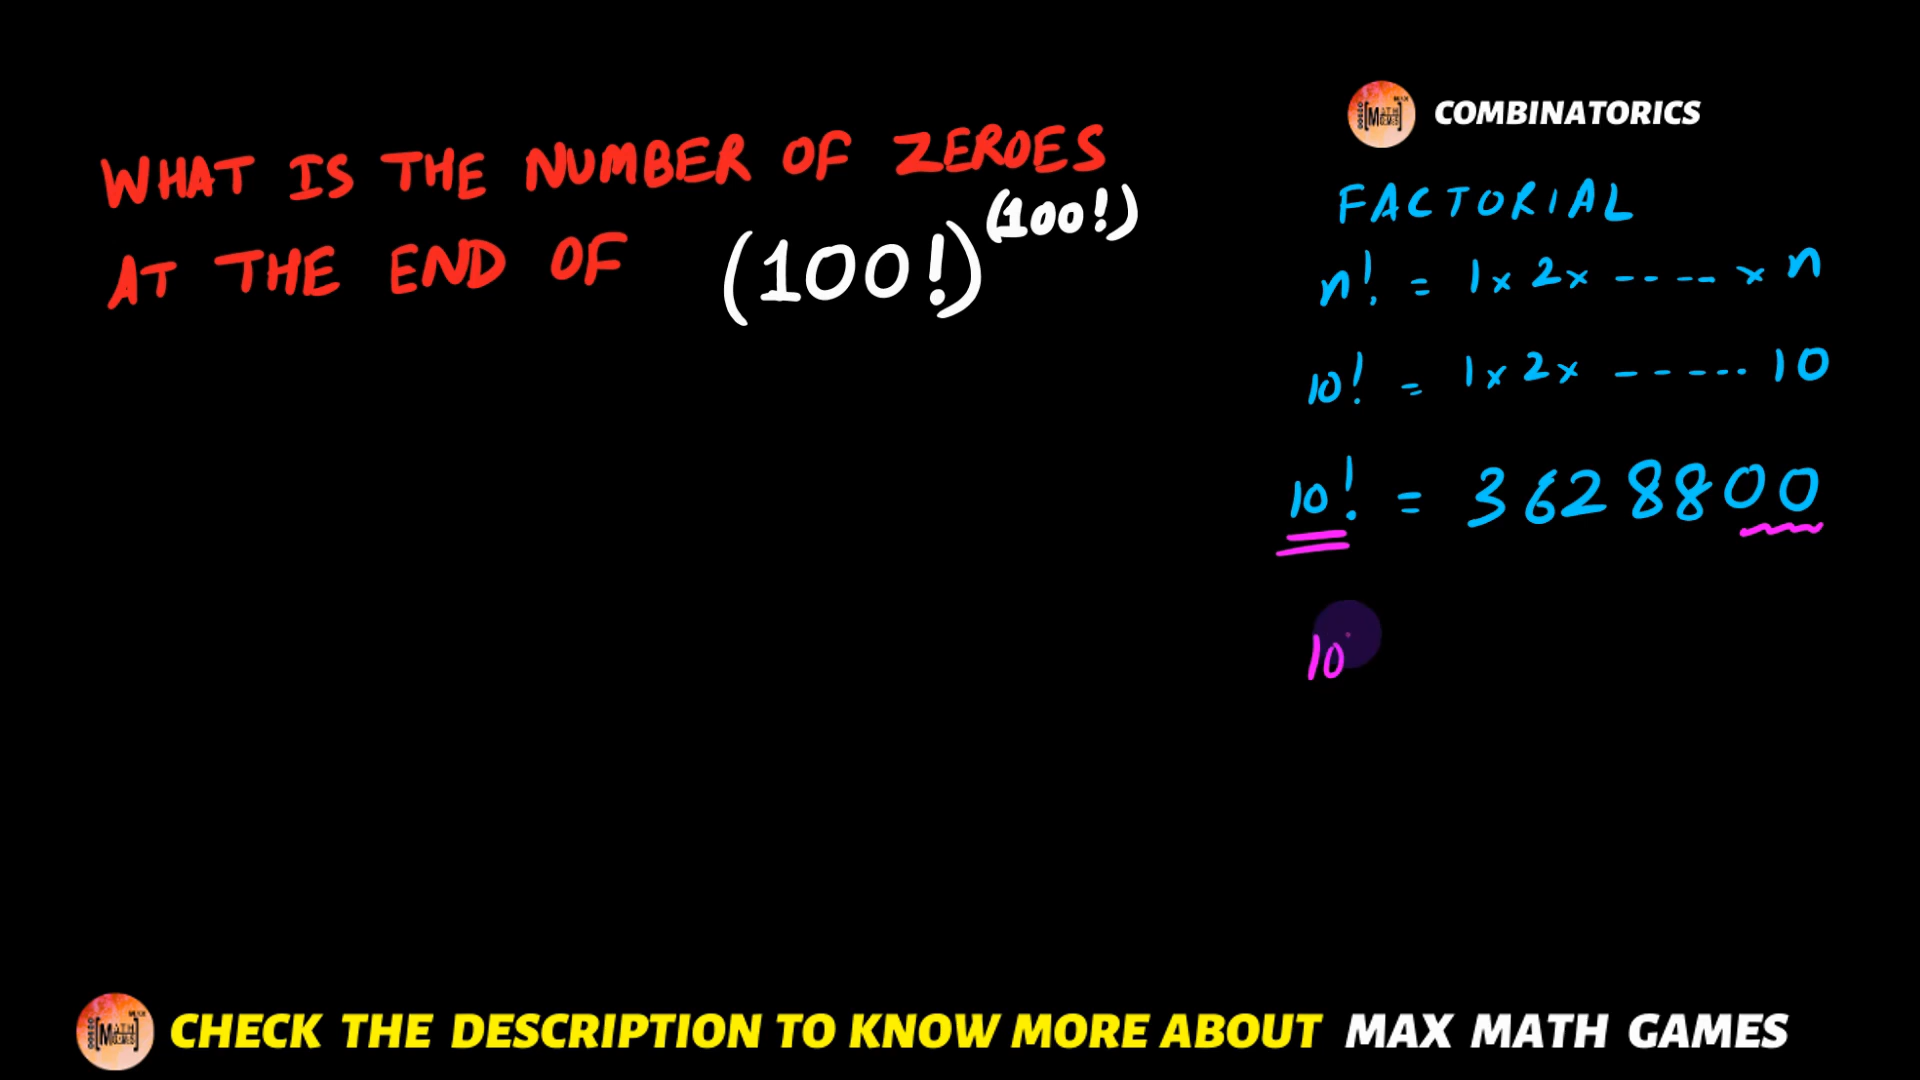 WHAT IS THE NUMBER OF ZEROES
AT THE END OF (100!)^(100!)
COMBINATORICS
FACTORIAL
n! = 1 x 2 x ----- x n
10! = 1 x 2 x ----- 10
10! = 3628800
10
CHECK THE DESCRIPTION TO KNOW MORE ABOUT MAX MATH GAMES